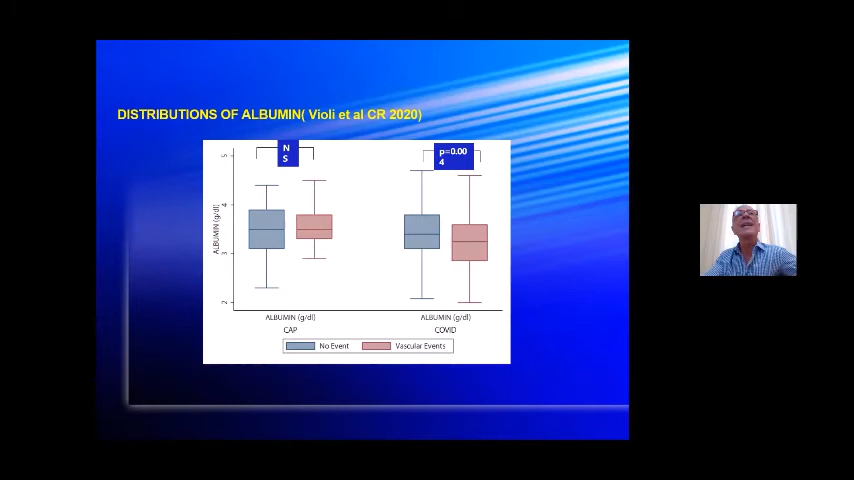 DISTRIBUTIONS OF ALBUMIN( Violi et al CR 2020)
N
S
p=0.00
4
5
4
3
2
ALBUMIN (g/dl)
ALBUMIN (g/dl)
ALBUMIN (g/dl)
CAP
COVID
No Event
Vascular Events